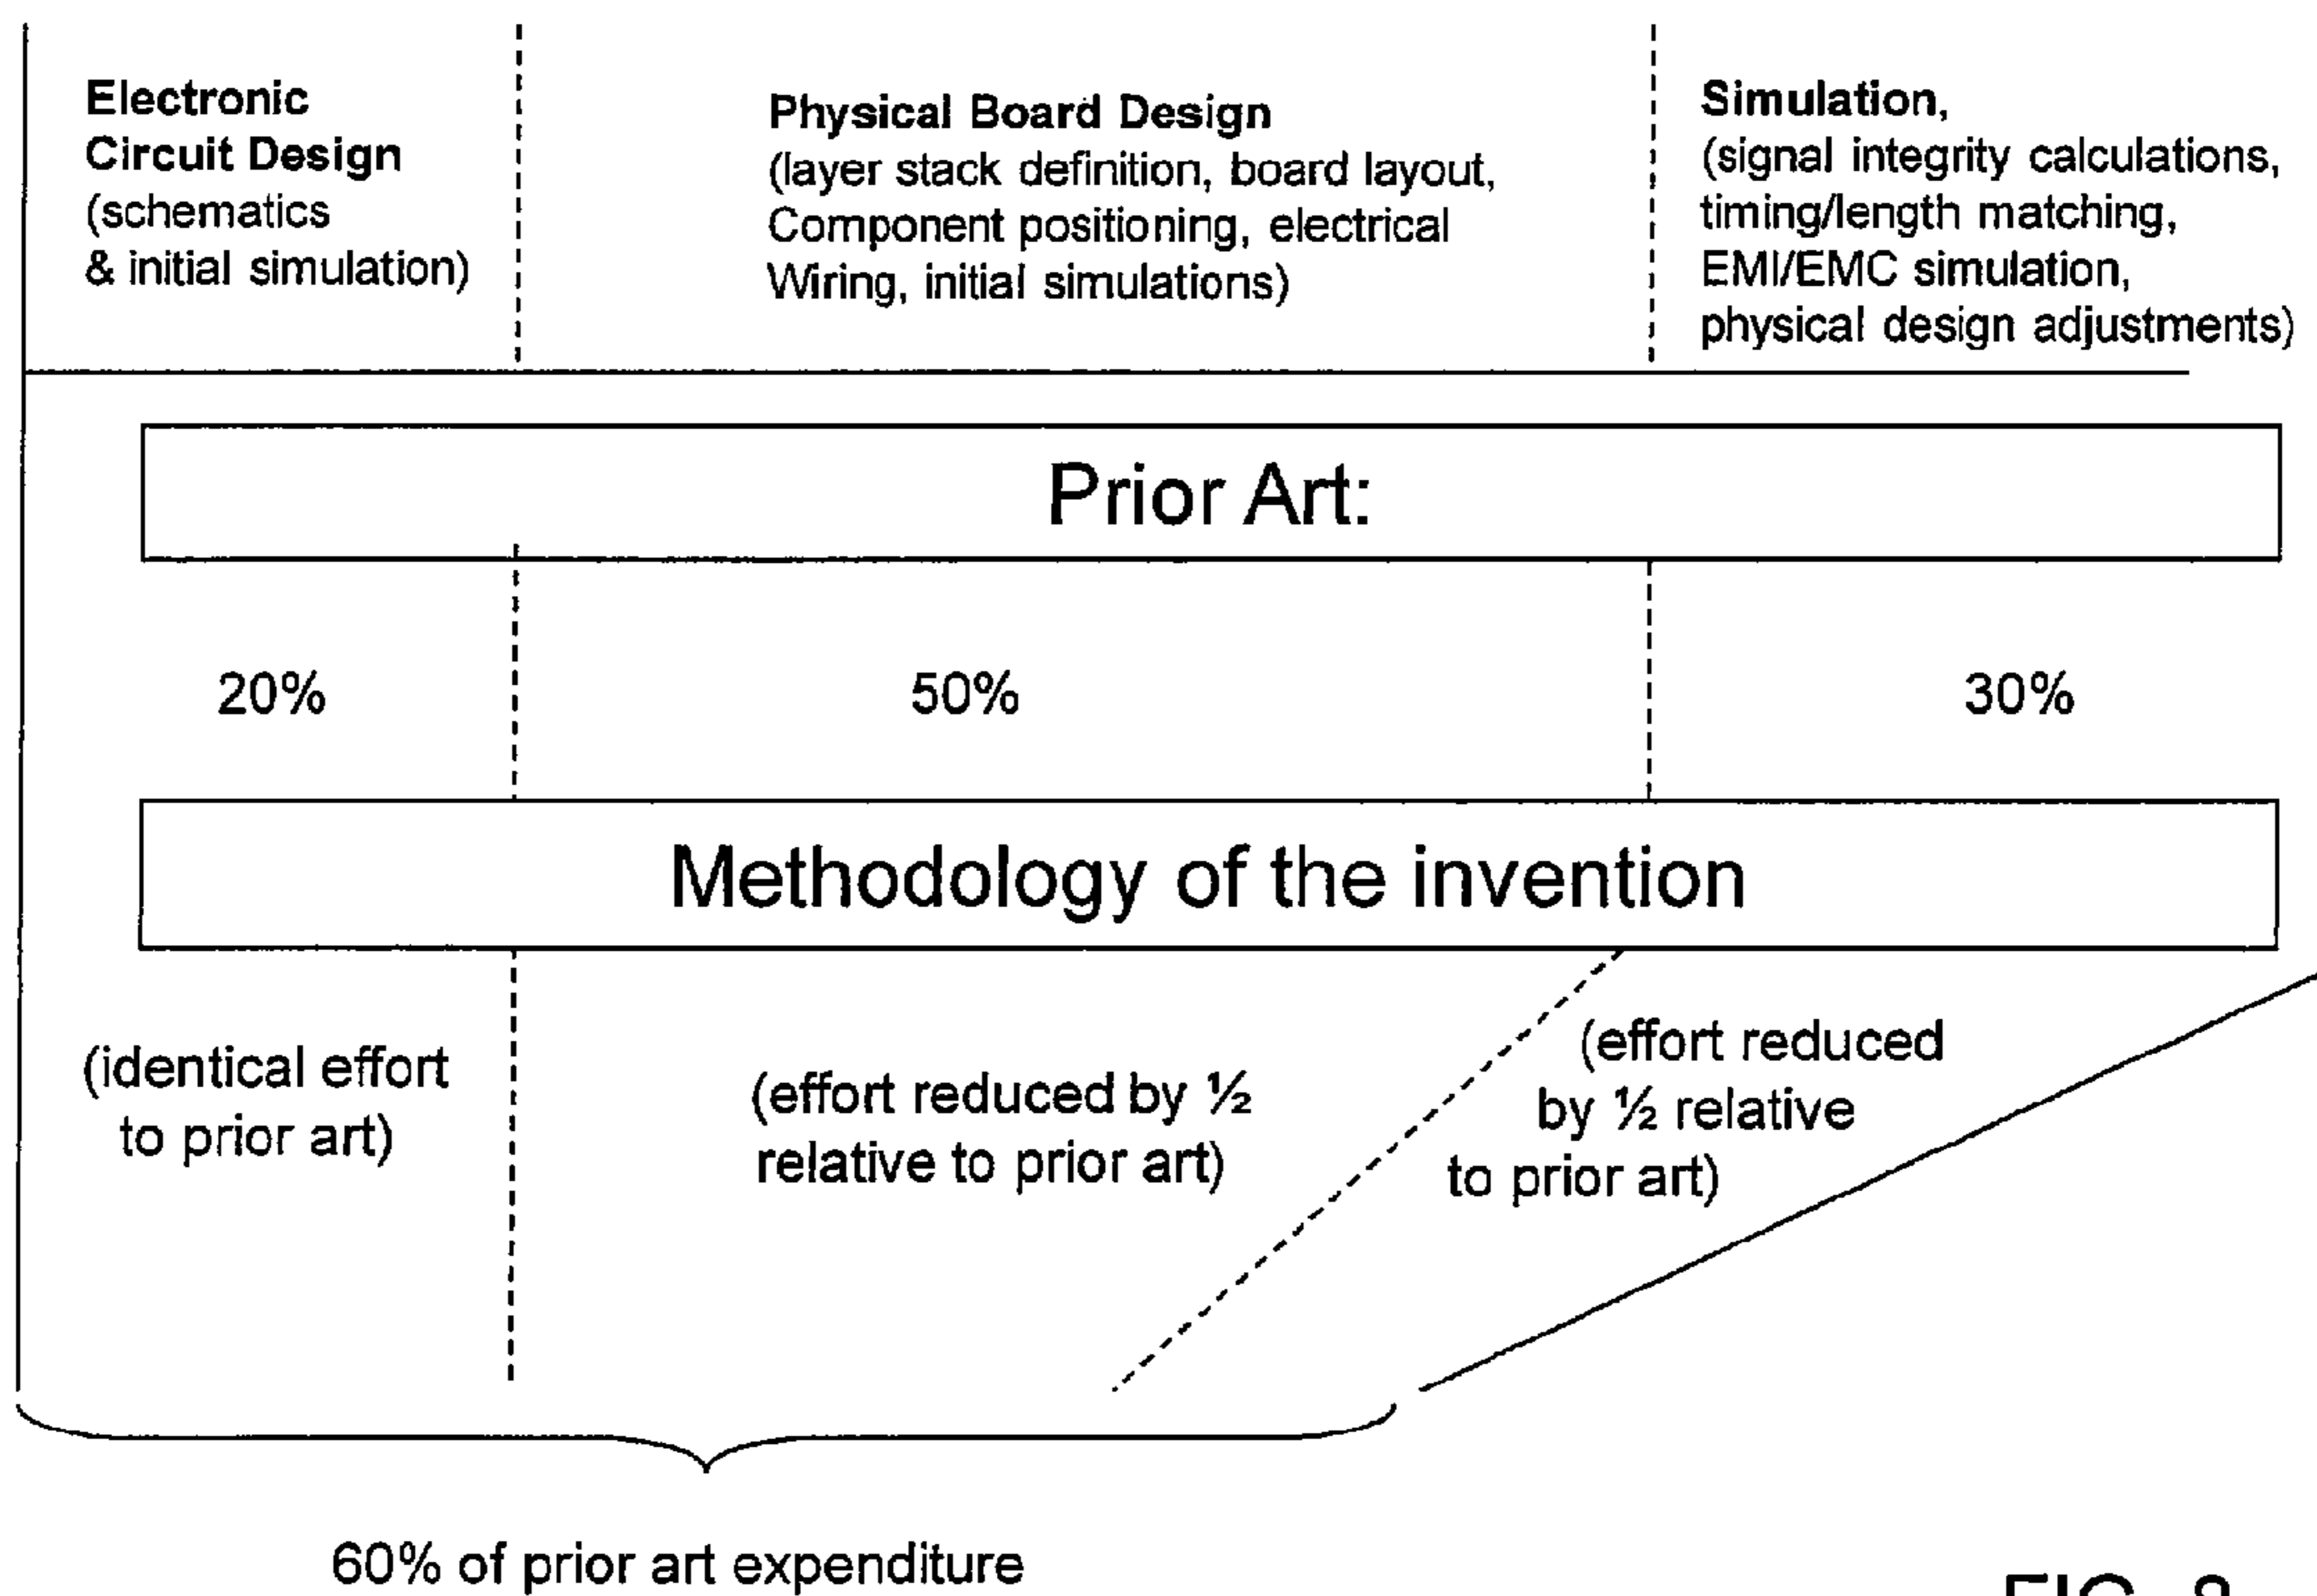 Electronic
Circuit Design
(schematics
& initial simulation)
Physical Board Design
(layer stack definition, board layout,
Component positioning, electrical
Wiring, initial simulations)
Simulation,
(signal integrity calculations,
timing/length matching,
EMI/EMC simulation,
physical design adjustments)
Prior Art:
20%
50%
30%
Methodology of the invention
(identical effort
to prior art)
(effort reduced by ½
relative to prior art)
(effort reduced
by ½ relative
to prior art)
60% of prior art expenditure